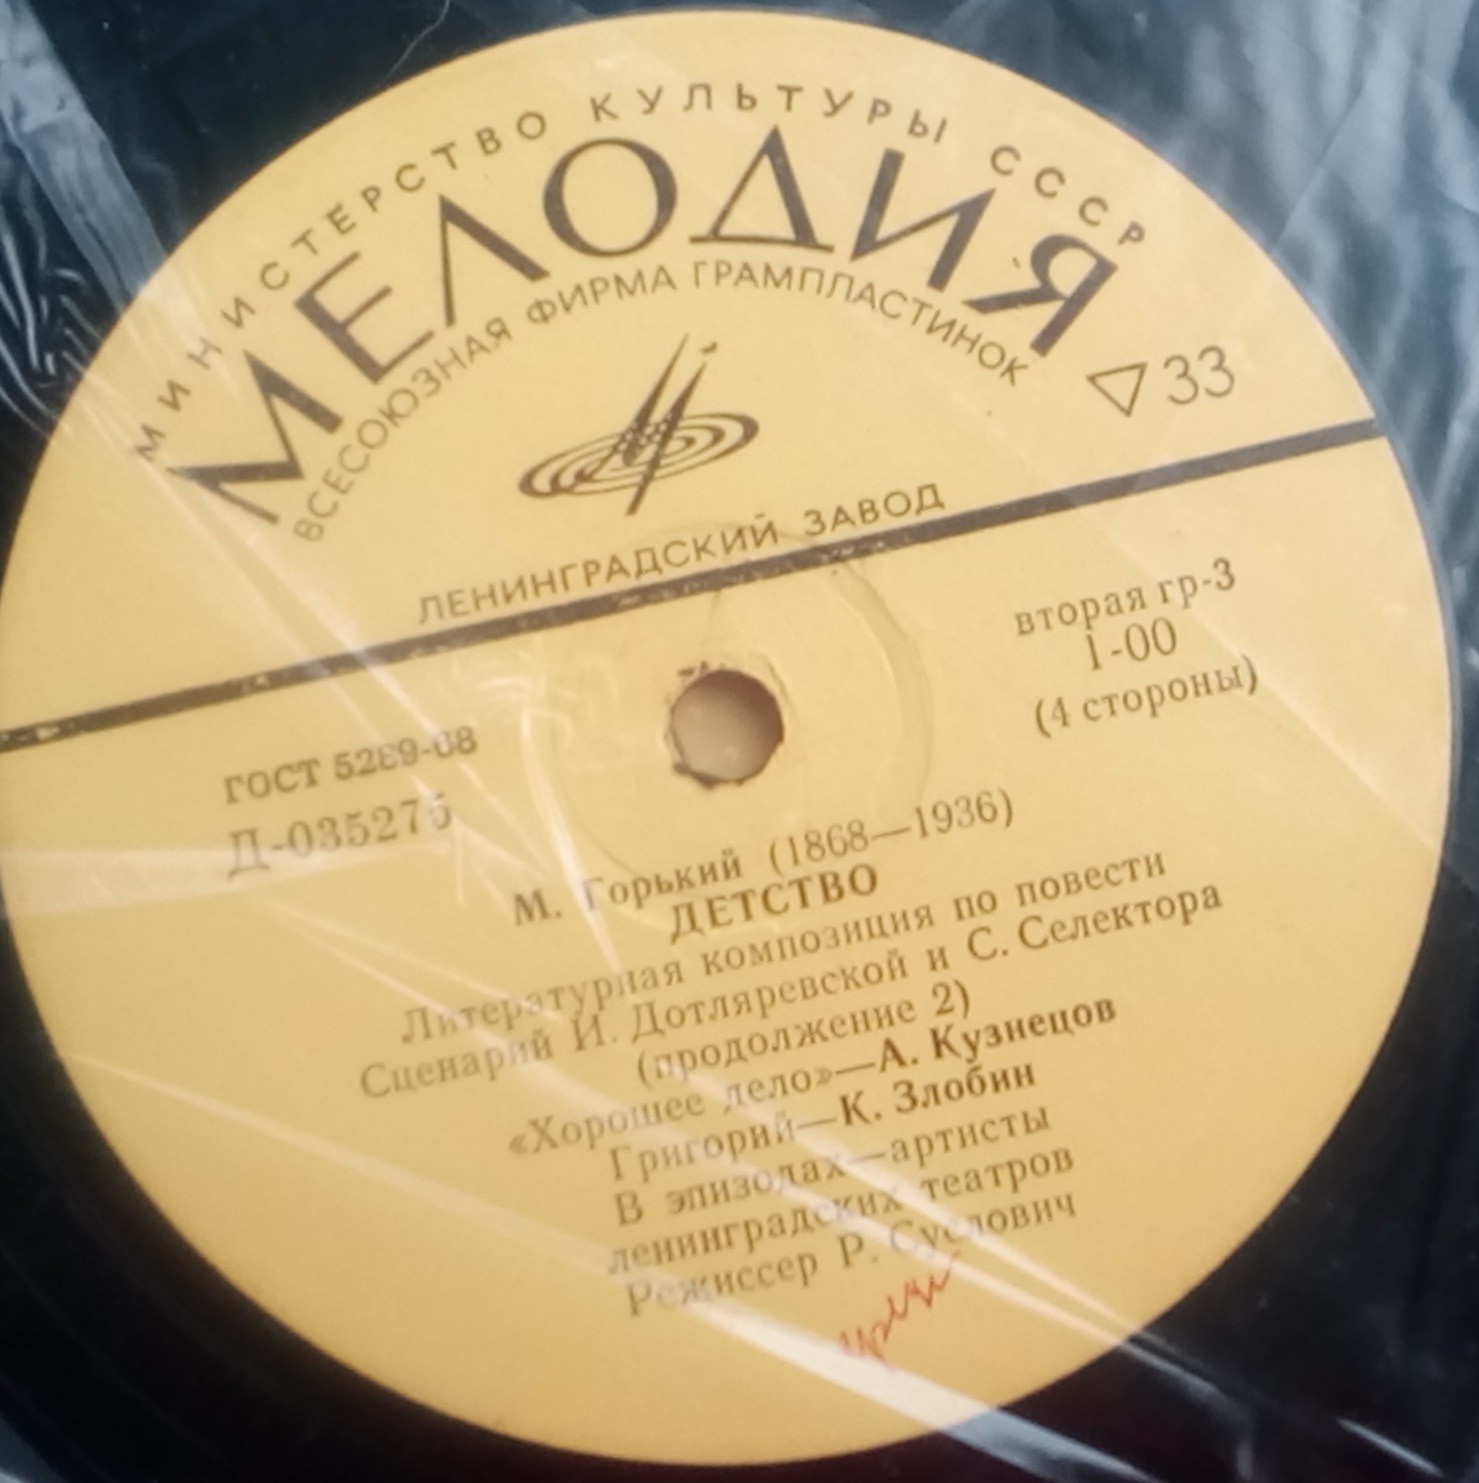 МИНИСТЕРСТВО КУЛЬТУРЫ СССР
МЕЛОДИЯ
ВСЕСОЮЗНАЯ ФИРМА ГРАМПЛАСТИНОК
33
ЛЕНИНГРАДСКИЙ ЗАВОД
вторая гр-3
1-00
(4 стороны)
ГОСТ 5289-68
Д-035275
М. Горький (1868—1936)
ДЕТСТВО
Литературная композиция по повести
Сценарий И. Дотляревской и С. Селектора
(продолжение 2)
«Хорошее дело»—А. Кузнецов
Григорий—К. Злобин
В эпизодах—артисты
ленинградских театров
Режиссер Р. Суслович